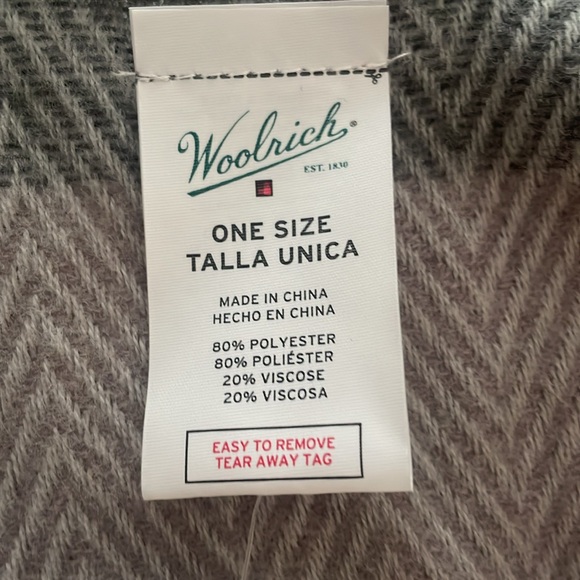 Woolrich®
EST. 1830
ONE SIZE
TALLA UNICA
MADE IN CHINA
HECHO EN CHINA
80% POLYESTER
80% POLIÉSTER
20% VISCOSE
20% VISCOSA
EASY TO REMOVE
TEAR AWAY TAG